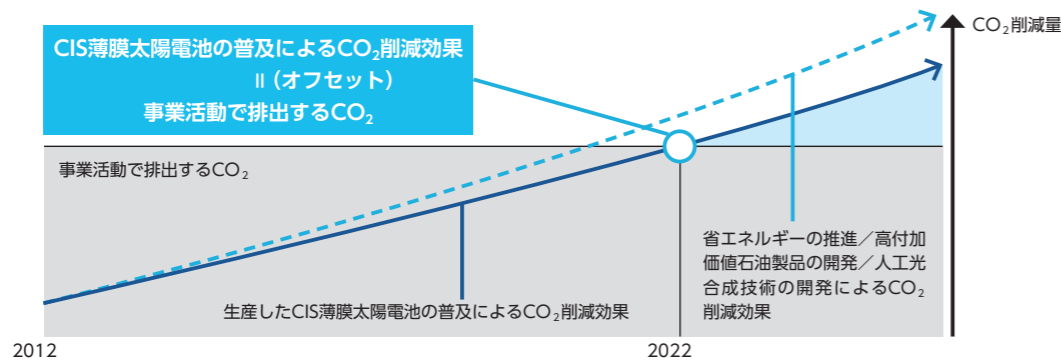 CO₂削減量
CIS薄膜太陽電池の普及によるCO₂削減効果
=（オフセット）
事業活動で排出するCO₂
事業活動で排出するCO₂
省エネルギーの推進／高付加
価値石油製品の開発／人工光
合成技術の開発によるCO₂
削減効果
生産したCIS薄膜太陽電池の普及によるCO₂削減効果
2012
2022